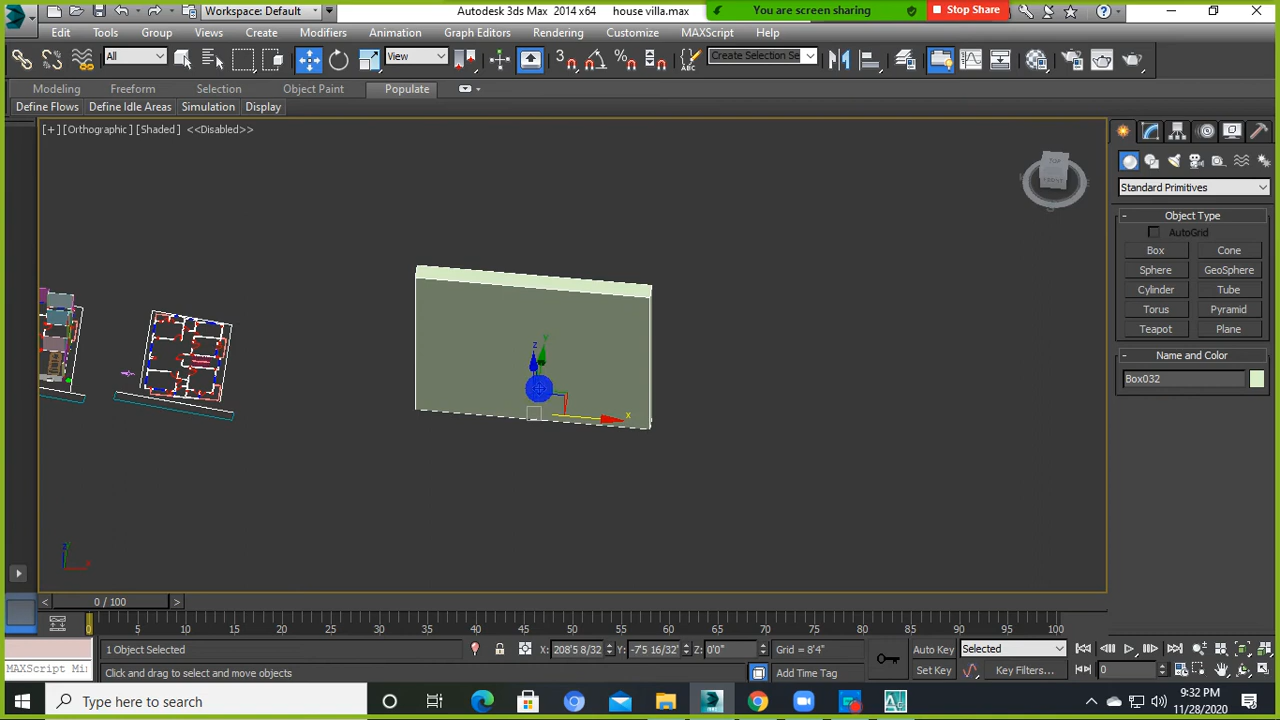 Workspace: Default
Autodesk 3ds Max 2014 x64    house villa.max
You are screen sharing
Stop Share
Edit Tools Group Views Create Modifiers Animation Graph Editors Rendering Customize MAXScript Help
All
View
3
%
Create Selection Se
Modeling Freeform Selection Object Paint Populate
Define Flows Define Idle Areas Simulation Display
[+] [Orthographic] [Shaded] <<Disabled>>
TOP
Standard Primitives
- Object Type
AutoGrid
Box Cone
Sphere GeoSphere
Cylinder Tube
Torus Pyramid
Teapot Plane
- Name and Color
Box032
z
y
x
z
0 / 100
0 5 10 15 20 25 30 35 40 45 50 55 60 65 70 75 80 85 90 95 100
1 Object Selected
X: 208'5 8/32 Y: -7'5 16/32' Z: 0'0" Grid = 8'4"
Auto Key Selected
MAXScript Mi
Click and drag to select and move objects
Add Time Tag
Set Key Key Filters...
0
Type here to search
9:32 PM
11/28/2020